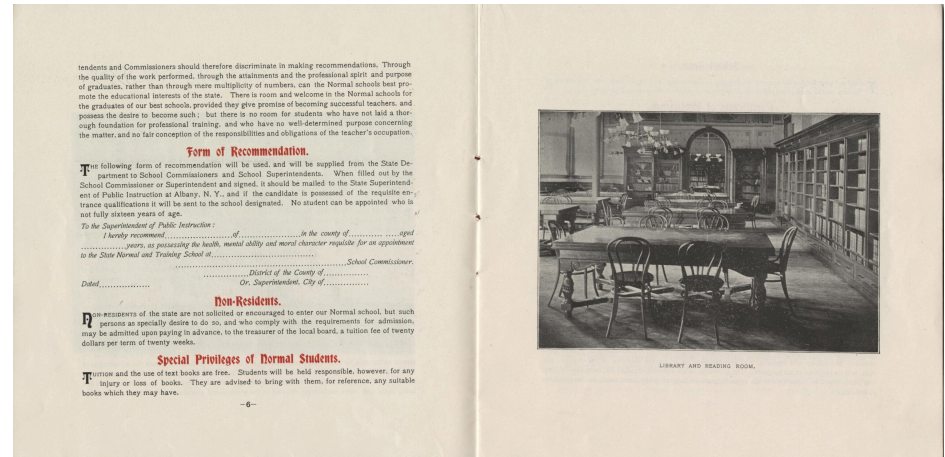 tendents and Commissioners should therefore discriminate in making recommendations. Through
the quality of the work performed, through the attainments and the professional spirit and purpose
of graduates, rather than through mere multiplicity of numbers, can the Normal schools best pro-
mote the educational interests of the state. There is room and welcome in the Normal schools for
the graduates of our best schools, provided they give promise of becoming successful teachers, and
possess the desire to become such; but there is no room for students who have not laid a thor-
ough foundation for professional training, and who have no well-determined purpose concerning
the matter, and no fair conception of the responsibilities and obligations of the teacher's occupation.
Form of Recommendation.
THE following form of recommendation will be used, and will be supplied from the State De-
partment to School Commissioners and School Superintendents. When filled out by the
School Commissioner or Superintendent and signed, it should be mailed to the State Superintend-
ent of Public Instruction at Albany, N. Y., and if the candidate is possessed of the requisite en-
trance qualifications it will be sent to the school designated. No student can be appointed who is
not fully sixteen years of age.
To the Superintendent of Public Instruction:
I hereby recommend......................of....................in the county of.................aged
...............years, as possessing the health, mental ability and moral character requisite for an appointment
to the State Normal and Training School at.................................
.......................................................School Commissioner.
...............District of the County of...............
Dated................. Or, Superintendent, City of...............
Non-Residents.
NON-RESIDENTS of the state are not solicited or encouraged to enter our Normal school, but such
persons as specially desire to do so, and who comply with the requirements for admission,
may be admitted upon paying in advance, to the treasurer of the local board, a tuition fee of twenty
dollars per term of twenty weeks.
Special Privileges of Normal Students.
TUITION and the use of text books are free. Students will be held responsible, however, for any
injury or loss of books. They are advised to bring with them, for reference, any suitable
books which they may have.
—6—
LIBRARY AND READING ROOM.